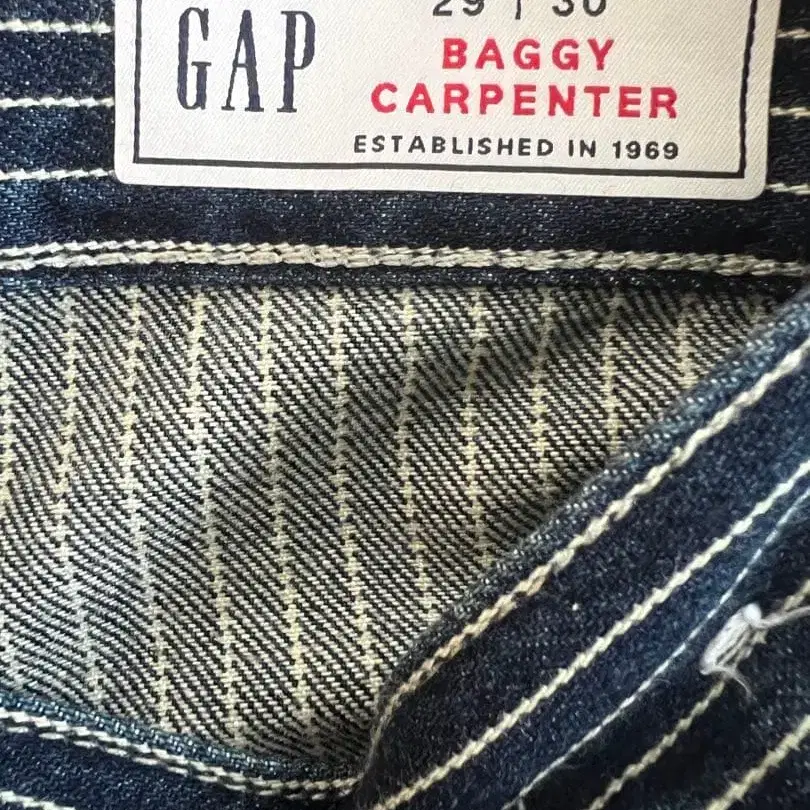 29 | 30
GAP
BAGGY
CARPENTER
ESTABLISHED IN 1969